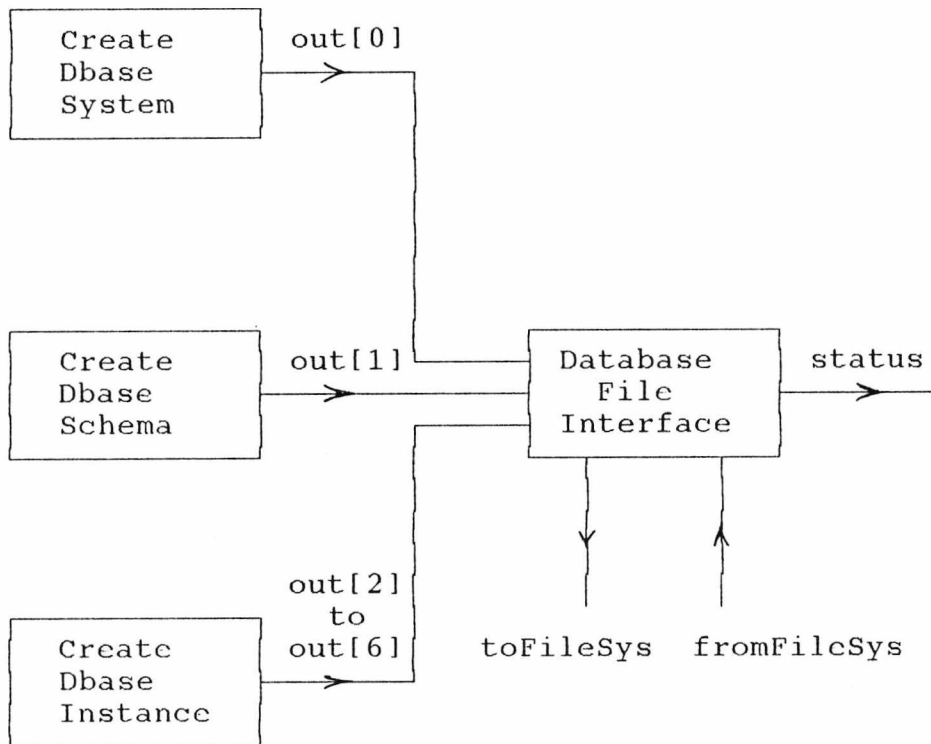 Create
Dbase
System
out[0]
Create
Dbase
Schema
out[1]
Database
File
Interface
status
out[2]
to
out[6]
Create
Dbase
Instance
toFileSys
fromFileSys